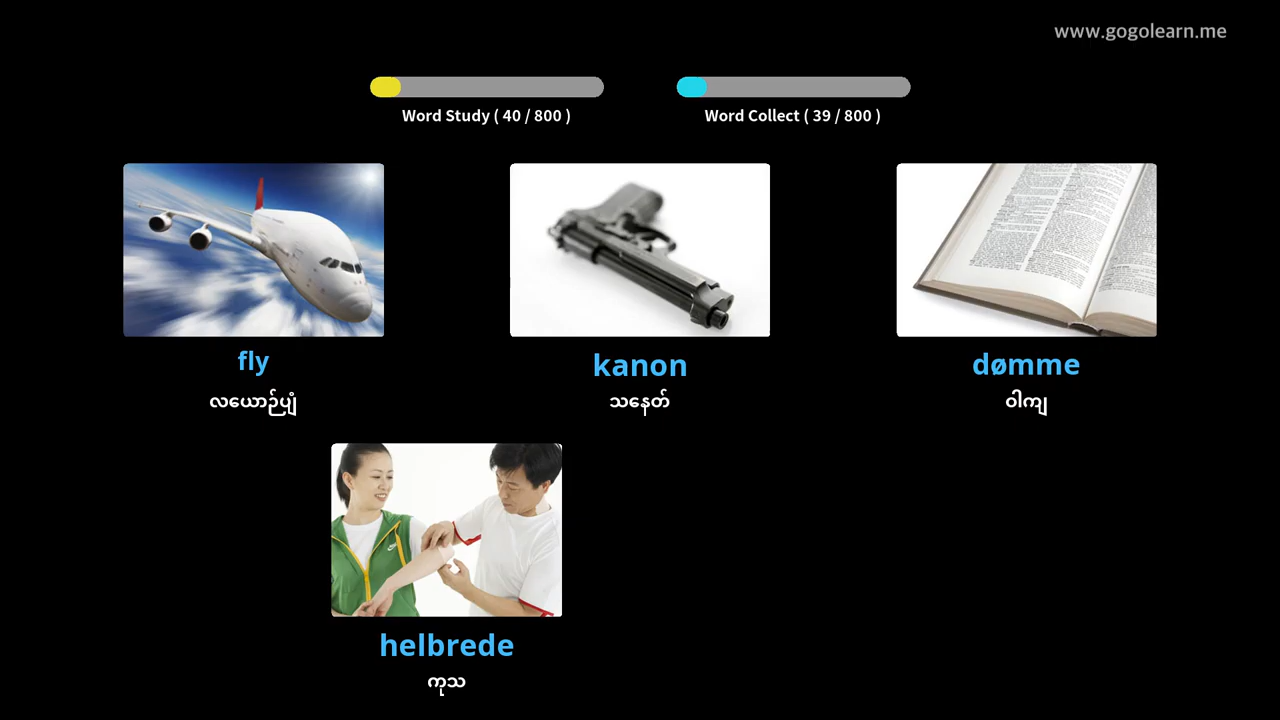 www.gogolearn.me
Word Study ( 40 / 800 )
Word Collect ( 39 / 800 )
fly
kanon
dømme
လယောဉ်ပျံ
သနေတ်
ဝါကျ
helbrede
ကုသ